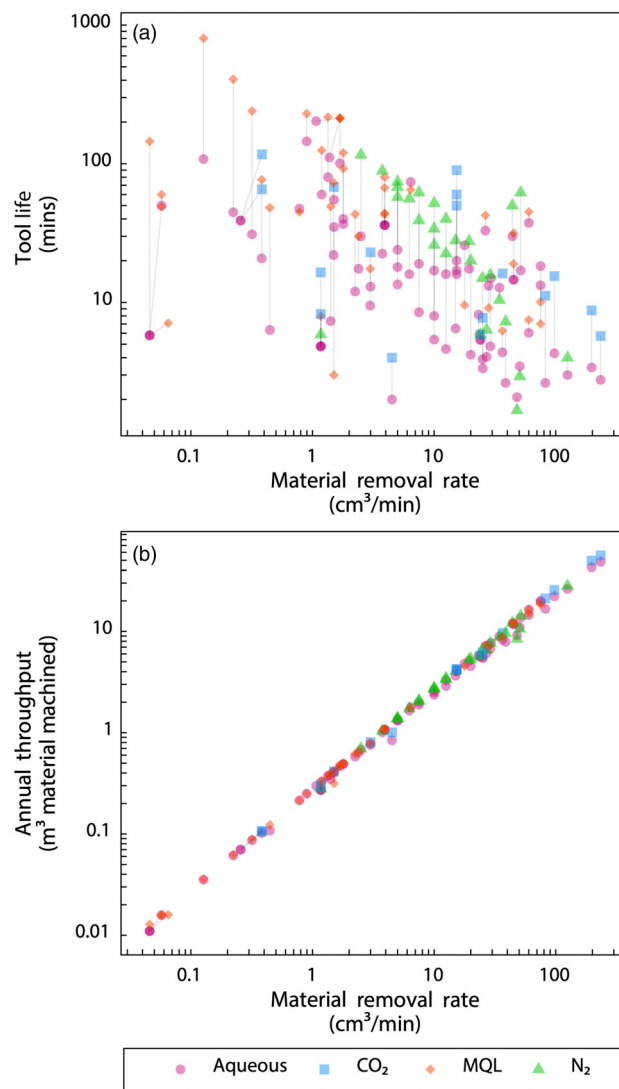 (a)
1000
100
10
Tool life
(mins)
0.1 1 10 100
Material removal rate
(cm³/min)
(b)
10
1
0.1
0.01
Annual throughput
(m³ material machined)
0.1 1 10 100
Material removal rate
(cm³/min)
Aqueous CO₂ MQL N₂